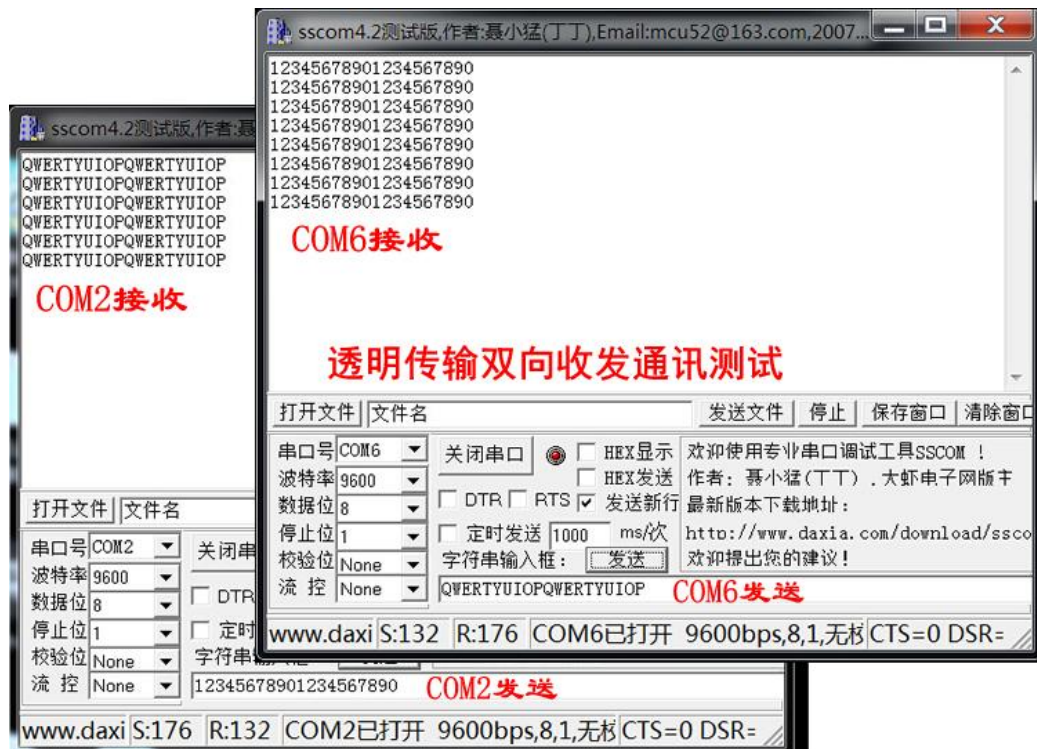 sscom4.2测试版,作者:聂小猛(丁丁),Email:mcu52@163.com,2007...
12345678901234567890
12345678901234567890
12345678901234567890
12345678901234567890
12345678901234567890
12345678901234567890
12345678901234567890
12345678901234567890
COM6接收
透明传输双向收发通讯测试
打开文件 文件名 发送文件 停止 保存窗口 清除窗口
串口号 COM6 关闭串口 HEX显示 欢迎使用专业串口调试工具SSCOM !
波特率 9600 HEX发送 作者: 聂小猛(丁丁) .大虾电子网版主
数据位 8 DTR RTS 发送新行 最新版本下载地址:
停止位 1 定时发送 1000 ms/次 http://www.daxia.com/download/ssco
校验位 None 字符串输入框: 发送 欢迎提出您的建议!
流 控 None QWERTYUIOPQWERTYUIOP COM6发送
www.daxi S:132 R:176 COM6已打开 9600bps,8,1,无 CTS=0 DSR=
sscom4.2测试版,作者:聂
QWERTYUIOPQWERTYUIOP
QWERTYUIOPQWERTYUIOP
QWERTYUIOPQWERTYUIOP
QWERTYUIOPQWERTYUIOP
QWERTYUIOPQWERTYUIOP
QWERTYUIOPQWERTYUIOP
COM2接收
打开文件 文件名
串口号 COM2 关闭串
波特率 9600
数据位 8 DTR
停止位 1 定时
校验位 None 字符串
流 控 None 12345678901234567890 COM2发送
www.daxi S:176 R:132 COM2已打开 9600bps,8,1,无 CTS=0 DSR=